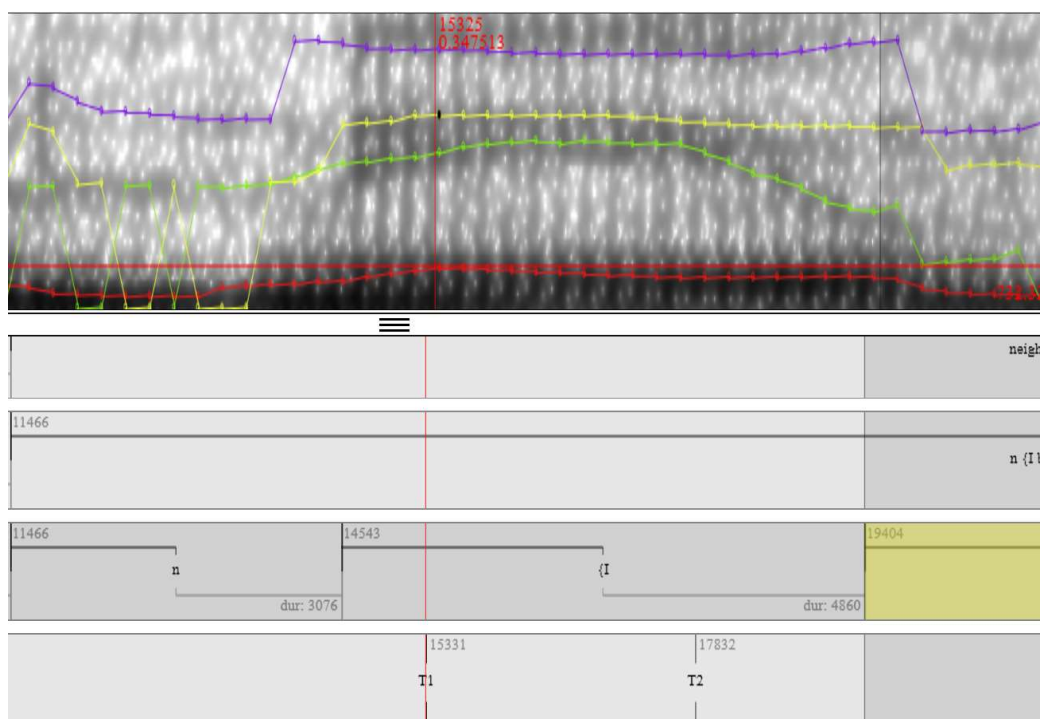 15325
0.347513
neigh
11466
n {I
11466
n
dur: 3076
14543
{I
dur: 4860
19404
15331
T1
17832
T2